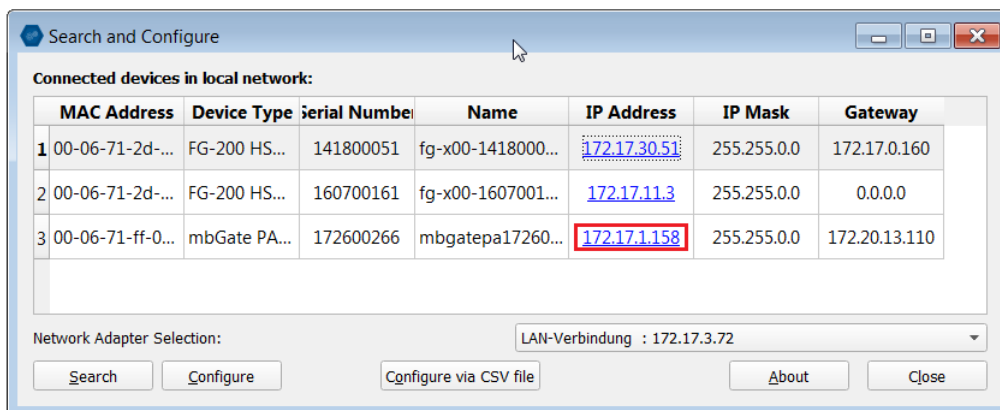 Search and Configure
Connected devices in local network:
MAC Address Device Type Serial Number Name IP Address IP Mask Gateway
1 00-06-71-2d-... FG-200 HS... 141800051 fg-x00-1418000... 172.17.30.51 255.255.0.0 172.17.0.160
2 00-06-71-2d-... FG-200 HS... 160700161 fg-x00-1607001... 172.17.11.3 255.255.0.0 0.0.0.0
3 00-06-71-ff-0... mbGate PA... 172600266 mbgatepa17260... 172.17.1.158 255.255.0.0 172.20.13.110
Network Adapter Selection: LAN-Verbindung : 172.17.3.72
Search Configure Configure via CSV file About Close